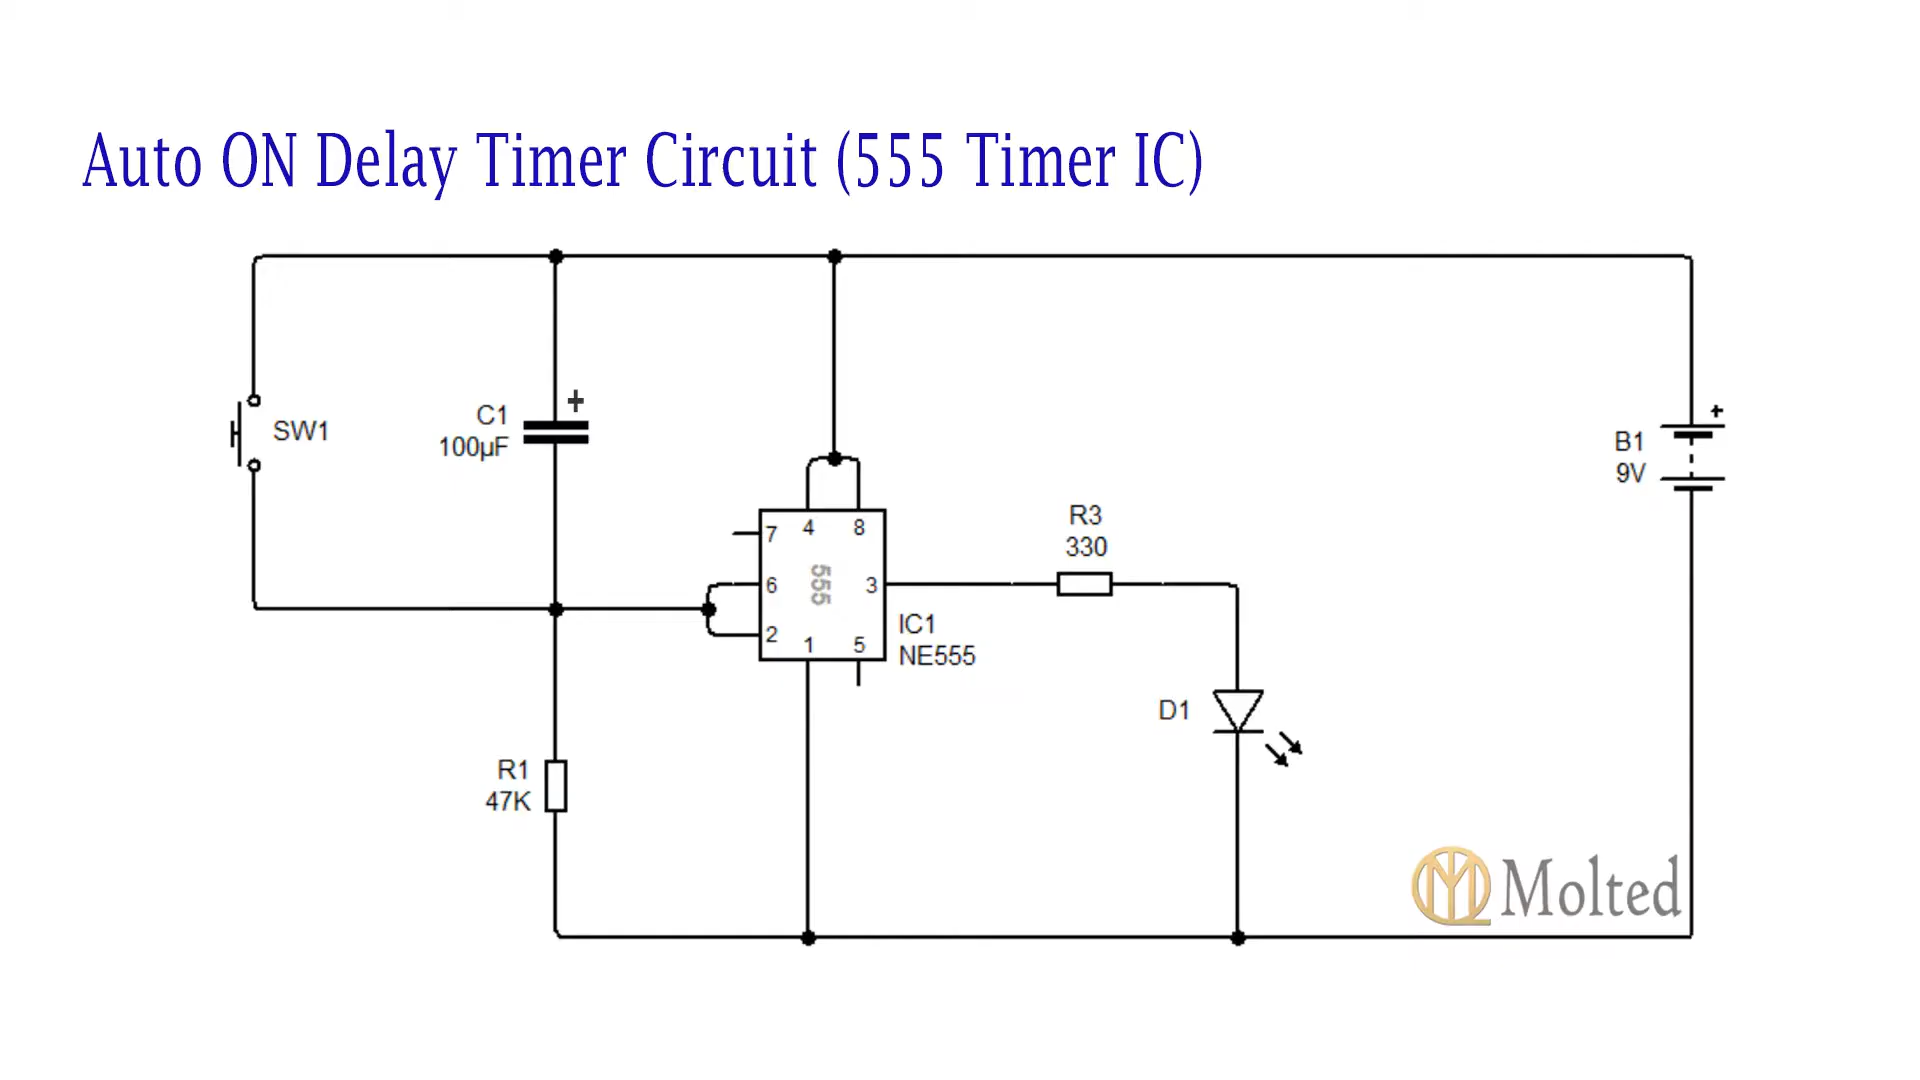 Auto ON Delay Timer Circuit (555 Timer IC)
+
C1
100µF
SW1
+
B1
9V
R3
330
7
4
8
6
555
3
2
1
5
IC1
NE555
D1
R1
47K
Molted